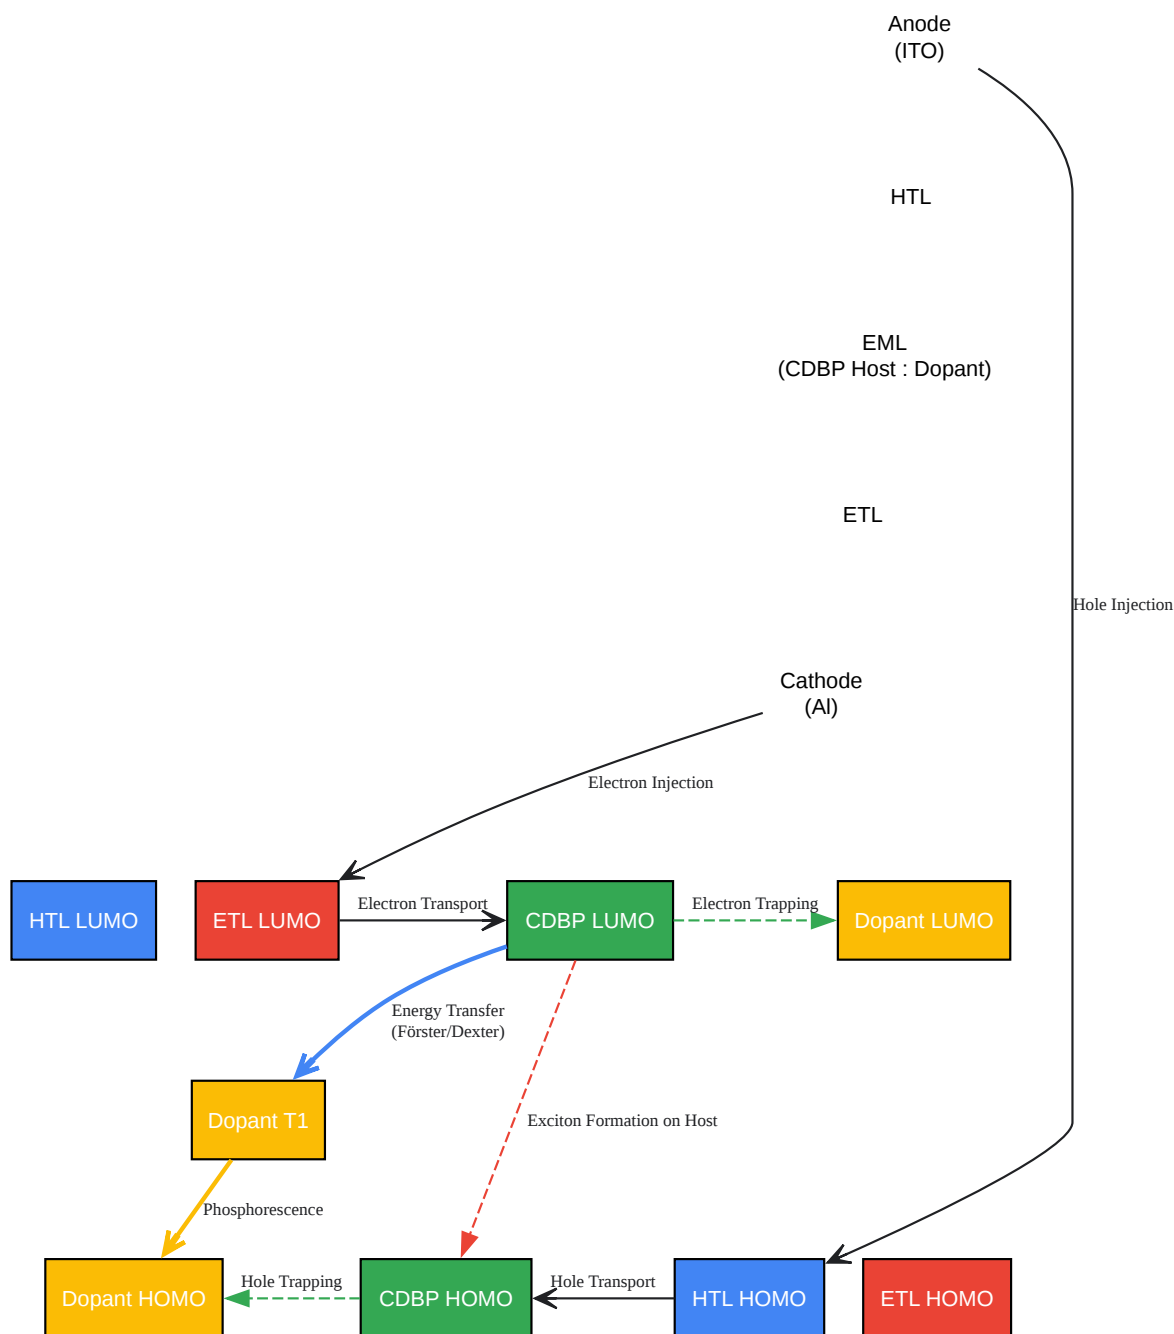 Anode
(ITO)
HTL
EML
(CDBP Host : Dopant)
ETL
Hole Injection
Cathode
(Al)
Electron Injection
HTL LUMO
ETL LUMO
Electron Transport
CDBP LUMO
Electron Trapping
Dopant LUMO
Energy Transfer
(Förster/Dexter)
Dopant T1
Exciton Formation on Host
Phosphorescence
Dopant HOMO
Hole Trapping
CDBP HOMO
Hole Transport
HTL HOMO
ETL HOMO